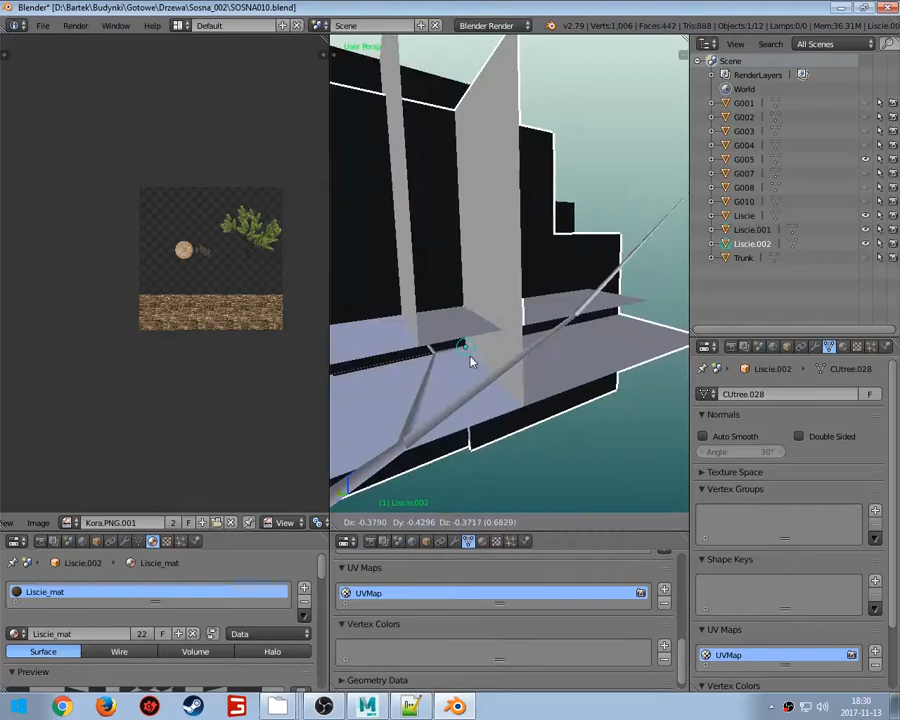 Blender* [D:\Bartek\Budynki\Gotowe\Drzewa\Sosna_002\SOSNA010.blend]
File Render Window Help Default Scene Blender Render v2.79 | Verts:1,006 | Faces:442 | Tris:888 | Objects:1/12 | Lamps:0/0 | Mem:36.31M | Liscie.00
User Persp
View Search All Scenes
Scene
RenderLayers
World
G001
G002
G003
G004
G005
G007
G008
G010
Liscie
Liscie.001
Liscie.002
Trunk
Liscie.002 CUtree.028
CUtree.028 F
Normals
Auto Smooth Double Sided
Angle: 30°
Texture Space
Vertex Groups
Shape Keys
UV Maps
UVMap
Vertex Colors
(1) Liscie.002
Dx: -0.3790 Dy: -0.4296 Dz: -0.3717 (0.6829)
ew Image Kora.PNG.001 2 F View
Liscie.002 Liscie_mat
Liscie_mat
Liscie_mat 22 F Data
Surface Wire Volume Halo
Preview
UV Maps
UVMap
Vertex Colors
Geometry Data
18:30
2017-11-13